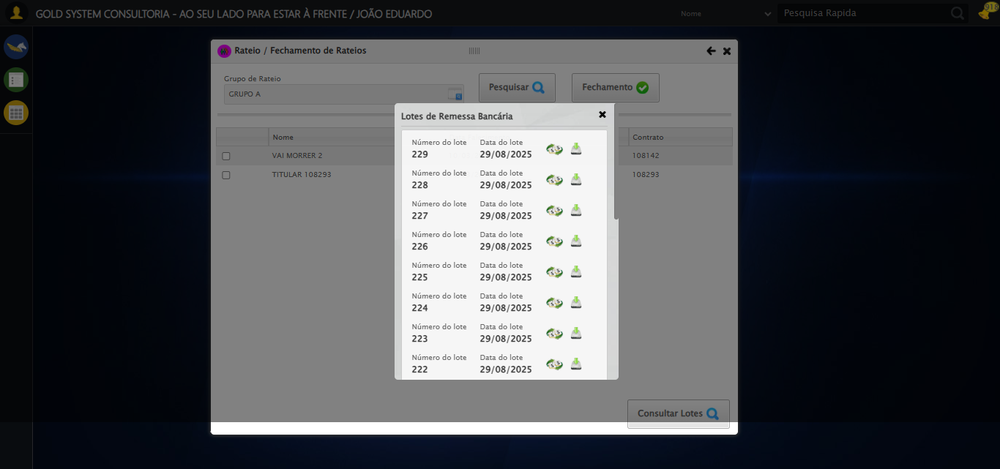 GOLD SYSTEM CONSULTORIA - AO SEU LADO PARA ESTAR À FRENTE / JOÃO EDUARDO
Nome
Pesquisa Rapida
918
Rateio / Fechamento de Rateios
Grupo de Rateio
GRUPO A
Pesquisar
Fechamento
Nome
Contrato
VAI MORRER 2
108142
TITULAR 108293
108293
Lotes de Remessa Bancária
Número do lote Data do lote
229 29/08/2025
Número do lote Data do lote
228 29/08/2025
Número do lote Data do lote
227 29/08/2025
Número do lote Data do lote
226 29/08/2025
Número do lote Data do lote
225 29/08/2025
Número do lote Data do lote
224 29/08/2025
Número do lote Data do lote
223 29/08/2025
Número do lote Data do lote
222 29/08/2025
Consultar Lotes